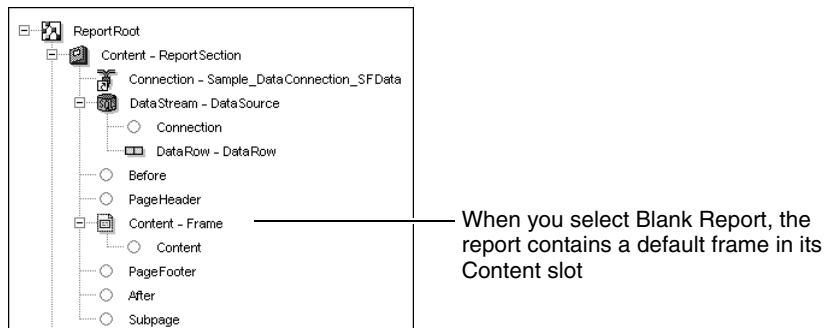 ReportRoot
Content - ReportSection
Connection - Sample_DataConnection_SFData
DataStream - DataSource
Connection
DataRow - DataRow
Before
PageHeader
Content - Frame
Content
PageFooter
After
Subpage
When you select Blank Report, the
report contains a default frame in its
Content slot